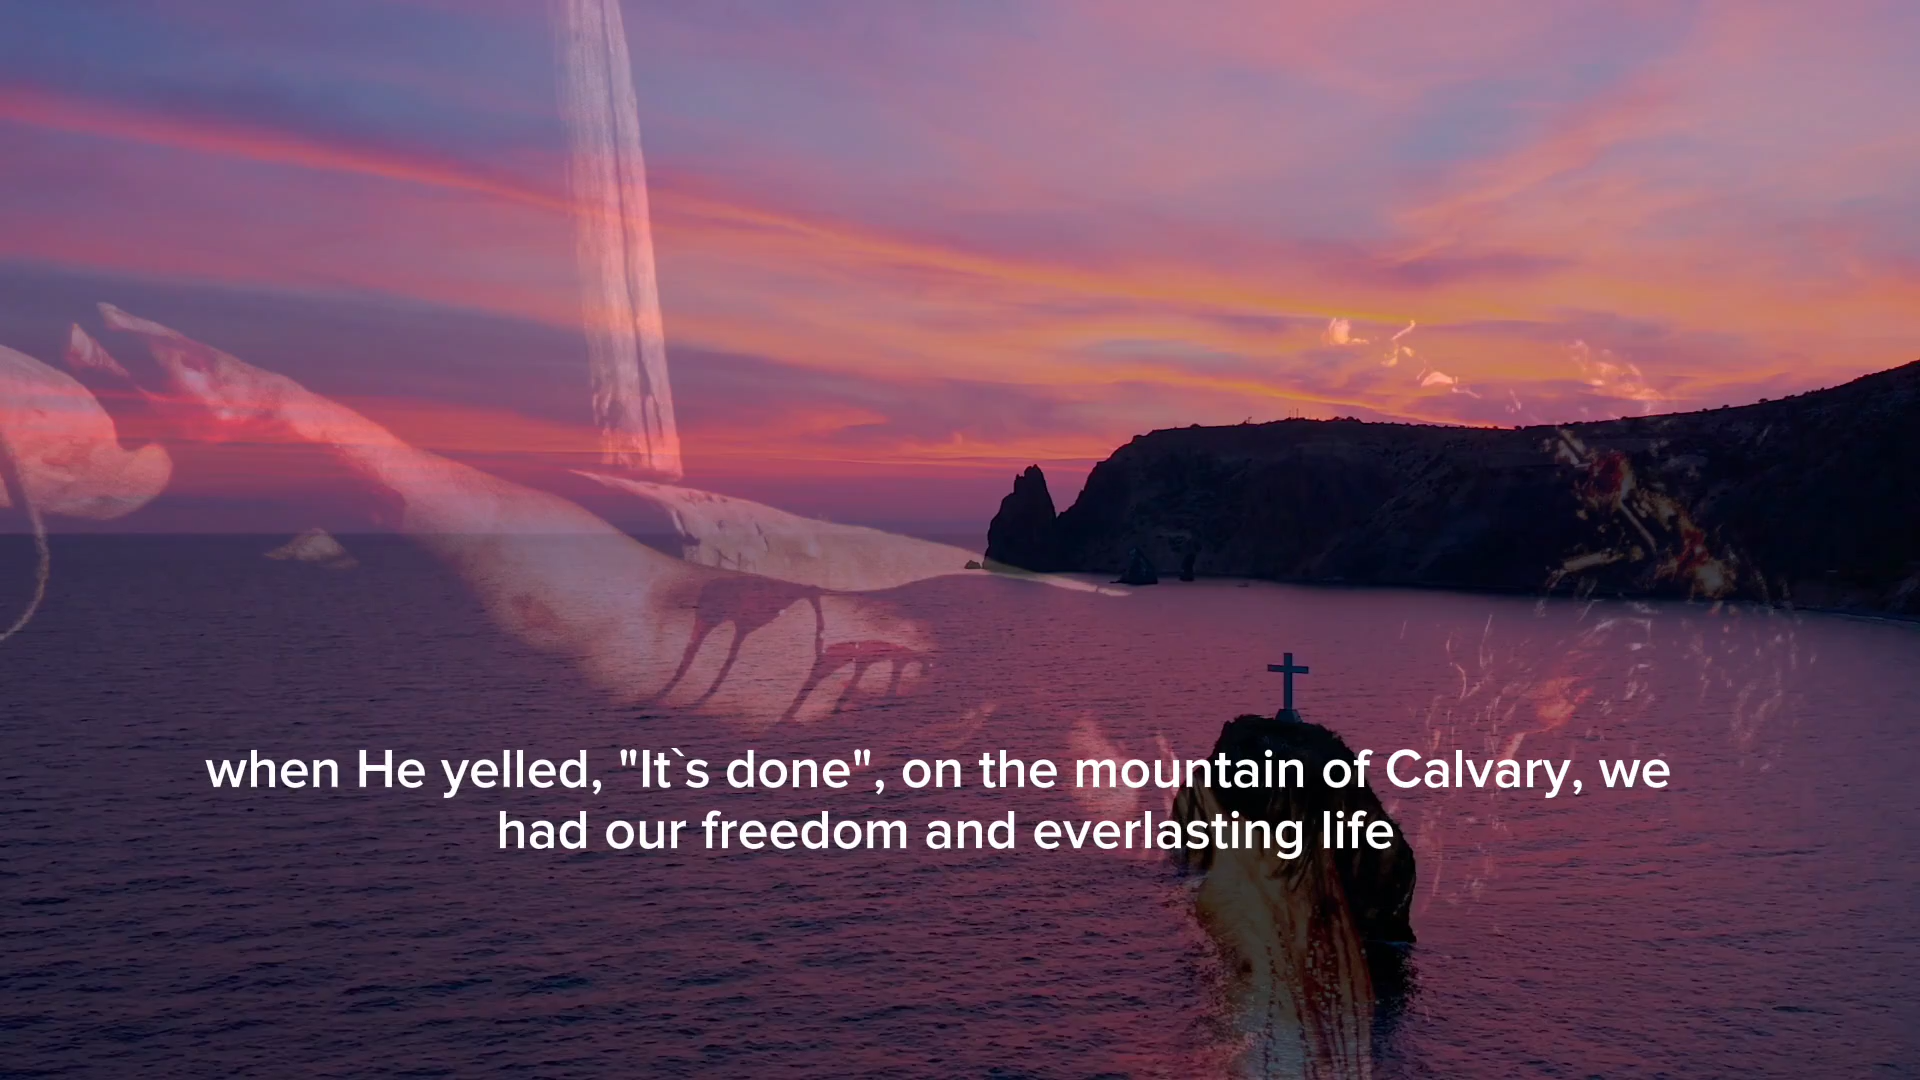 when He yelled, "It`s done", on the mountain of Calvary, we
had our freedom and everlasting life